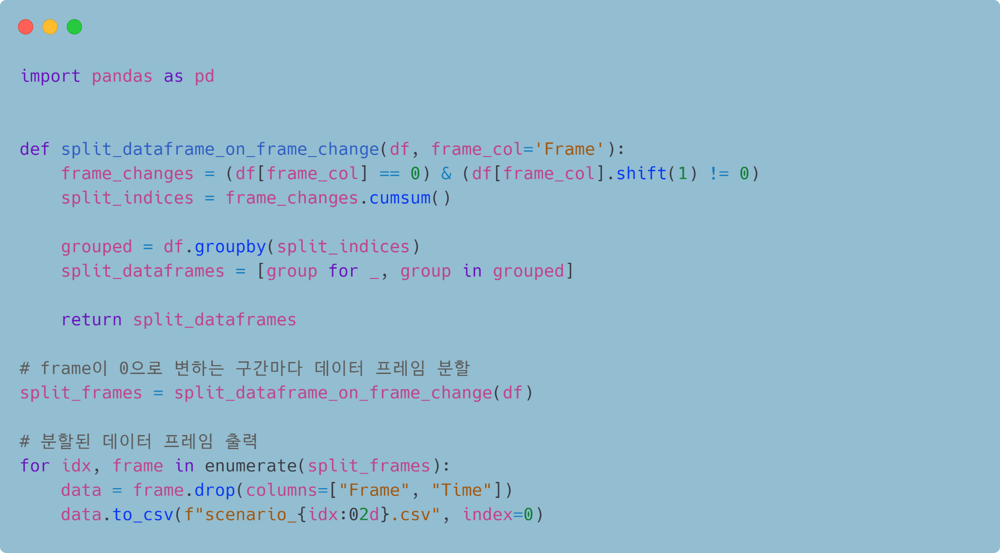 import pandas as pd
def split_dataframe_on_frame_change(df, frame_col='Frame'):
    frame_changes = (df[frame_col] == 0) & (df[frame_col].shift(1) != 0)
    split_indices = frame_changes.cumsum()
    grouped = df.groupby(split_indices)
    split_dataframes = [group for _, group in grouped]
    return split_dataframes
# frame이 0으로 변하는 구간마다 데이터 프레임 분할
split_frames = split_dataframe_on_frame_change(df)
# 분할된 데이터 프레임 출력
for idx, frame in enumerate(split_frames):
    data = frame.drop(columns=["Frame", "Time"])
    data.to_csv(f"scenario_{idx:02d}.csv", index=0)